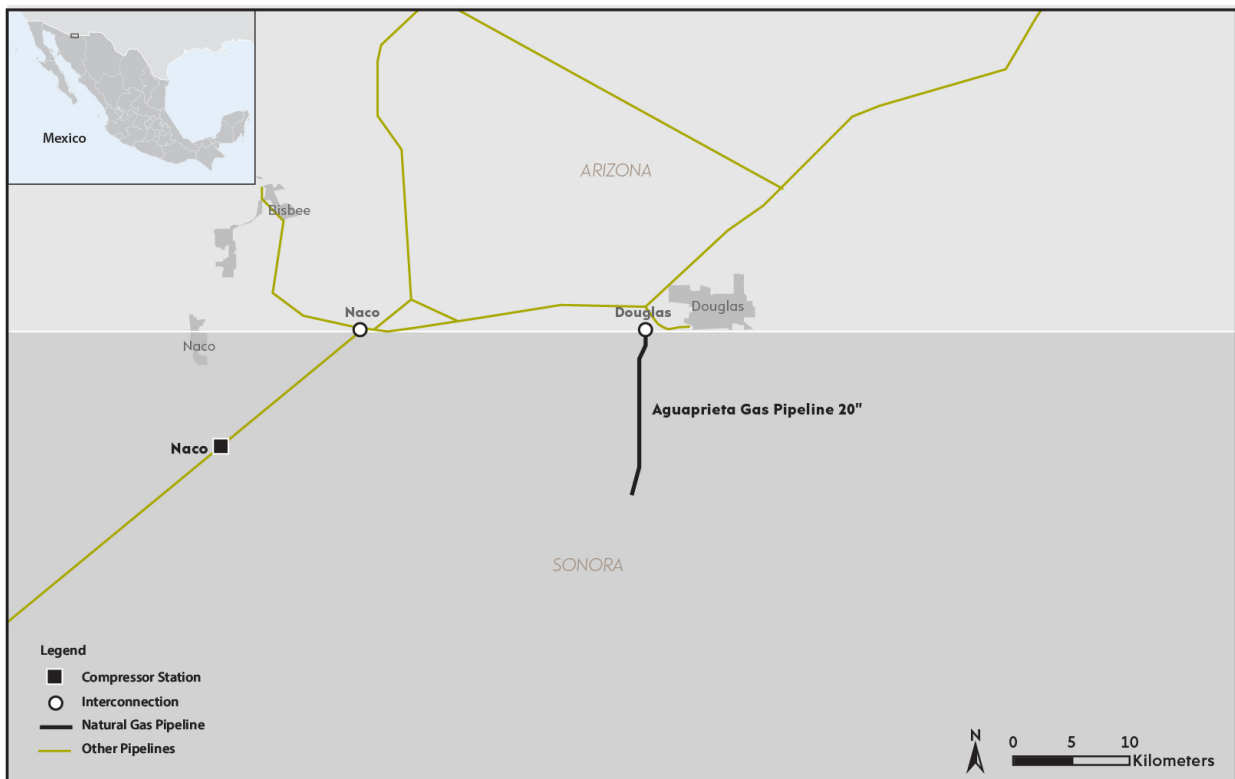 Mexico
ARIZONA
Bisbee
Naco
Douglas
Douglas
Naco
Aguaprieta Gas Pipeline 20"
Naco
SONORA
Legend
Compressor Station
Interconnection
Natural Gas Pipeline
Other Pipelines
N
0 5 10
Kilometers